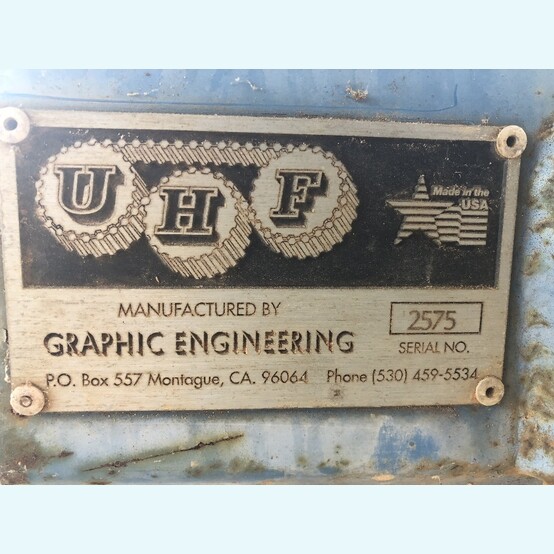 UHF
Made in the
USA
MANUFACTURED BY
GRAPHIC ENGINEERING
2575
SERIAL NO.
P.O. Box 557 Montague, CA. 96064 Phone (530) 459-5534